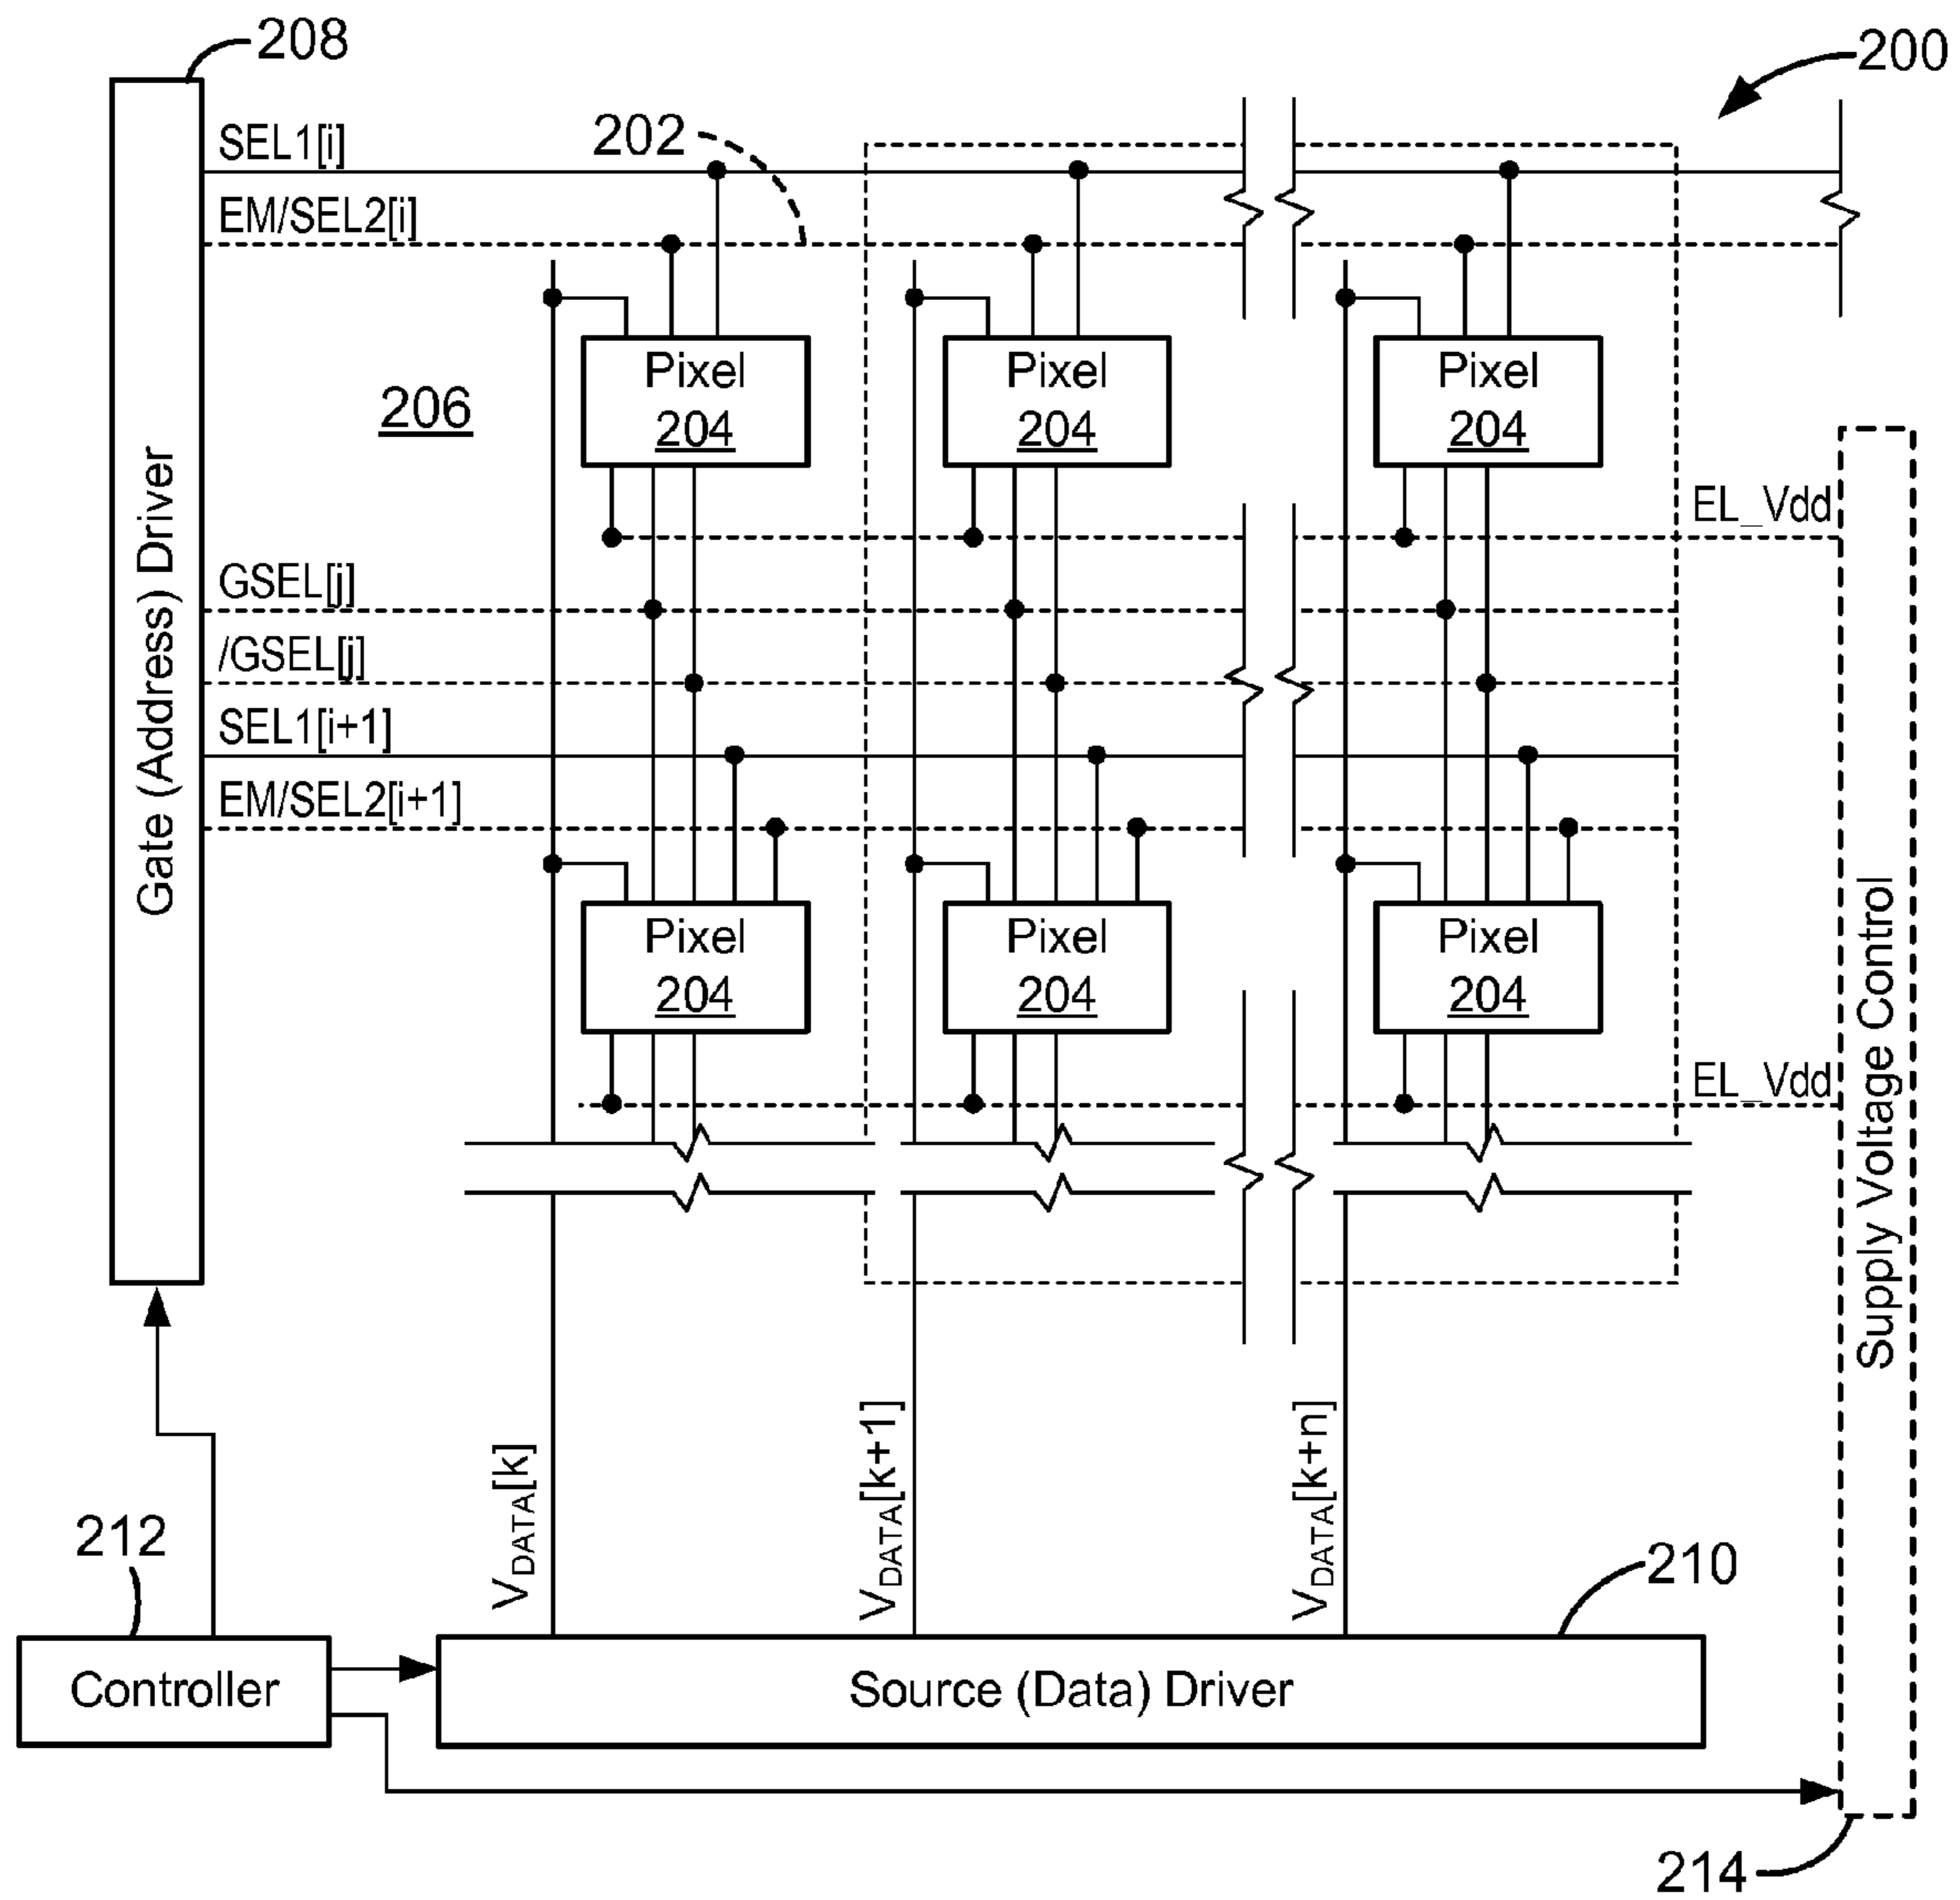 208
200
SEL1[i]
202
EM/SEL2[i]
Pixel
204
Pixel
204
Pixel
204
206
Gate (Address) Driver
EL_Vdd
GSEL[j]
/GSEL[j]
SEL1[i+1]
EM/SEL2[i+1]
Pixel
204
Pixel
204
Pixel
204
Supply Voltage Control
EL_Vdd
VDATA[k]
VDATA[k+1]
VDATA[k+n]
212
210
Controller
Source (Data) Driver
214